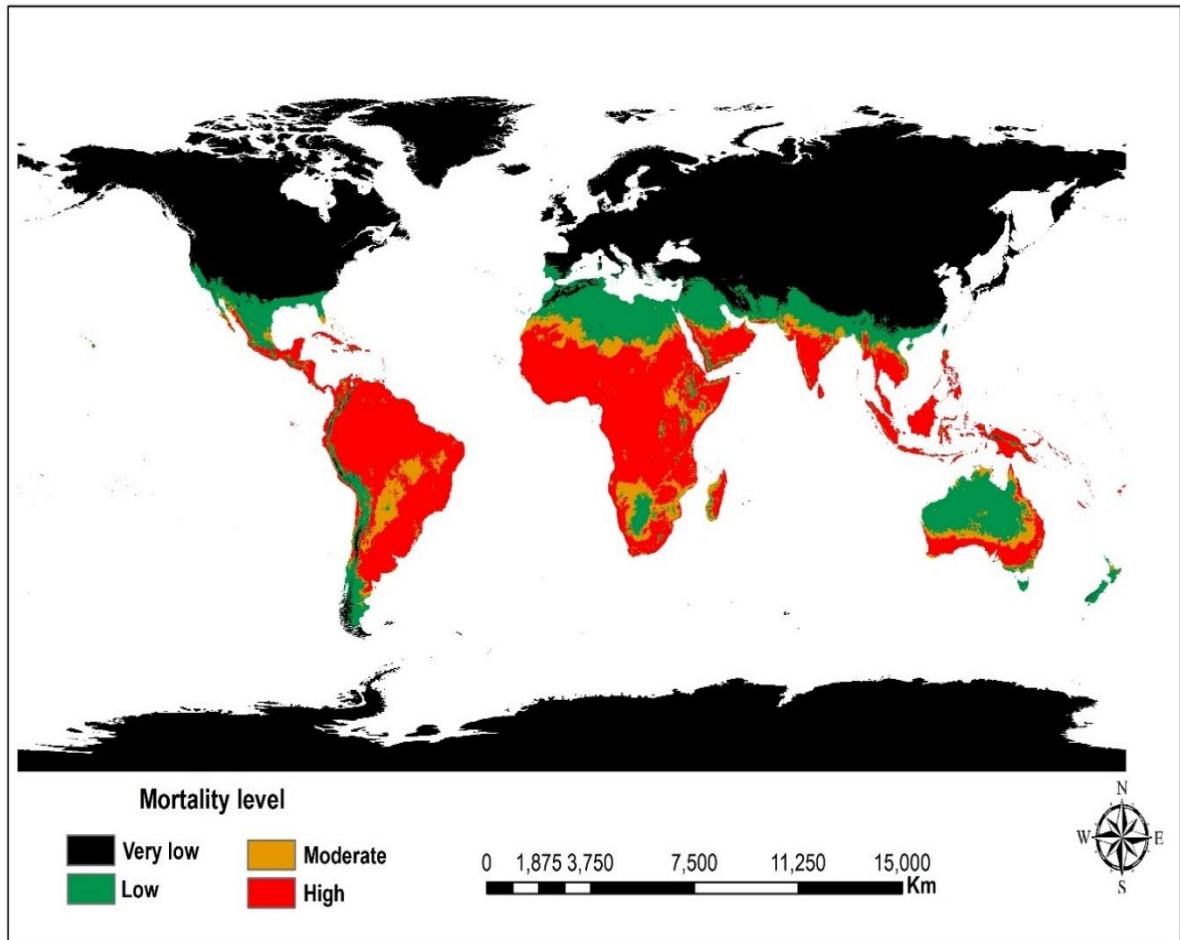 Mortality level
Very low
Moderate
Low
High
0 1,875 3,750 7,500 11,250 15,000
Km
N
W E
S